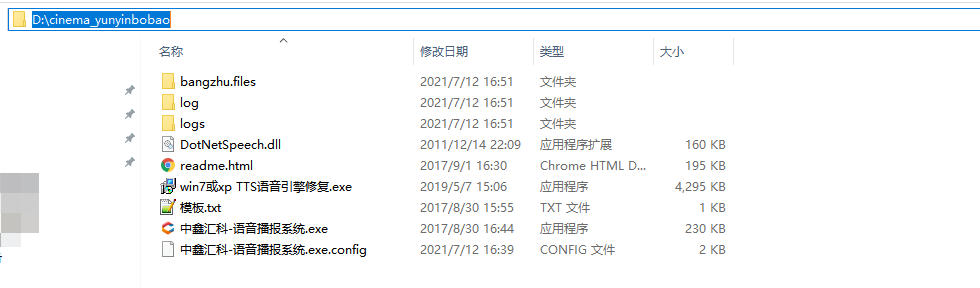 D:\cinema_yunyinbobao
名称 修改日期 类型 大小
bangzhu.files 2021/7/12 16:51 文件夹
log 2021/7/12 16:51 文件夹
logs 2021/7/12 16:51 文件夹
DotNetSpeech.dll 2011/12/14 22:09 应用程序扩展 160 KB
readme.html 2017/9/1 16:30 Chrome HTML D... 195 KB
win7或xp TTS语音引擎修复.exe 2019/5/7 15:06 应用程序 4,295 KB
模板.txt 2017/8/30 15:55 TXT 文件 1 KB
中鑫汇科-语音播报系统.exe 2017/8/30 16:44 应用程序 230 KB
中鑫汇科-语音播报系统.exe.config 2021/7/12 16:39 CONFIG 文件 2 KB